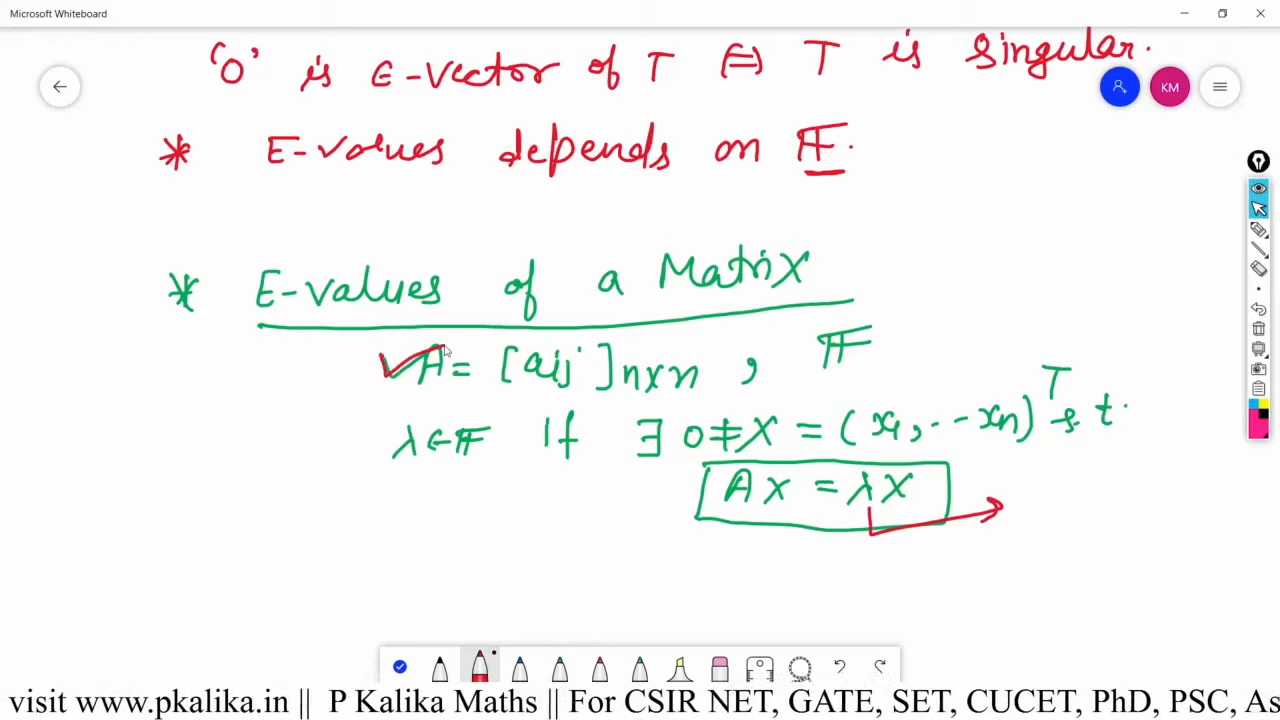 Microsoft Whiteboard
'0' is E-vector of T ⇔ T is singular.
KM
* E-values depends on 𝔽.
* E-values of a Matrix
A = [aij]n×n , 𝔽
λ∈𝔽 if ∃ 0≠X = (x1, --xn)^T s.t.
AX = λX
visit www.pkalika.in || P Kalika Maths || For CSIR NET, GATE, SET, CUCET, PhD, PSC, As